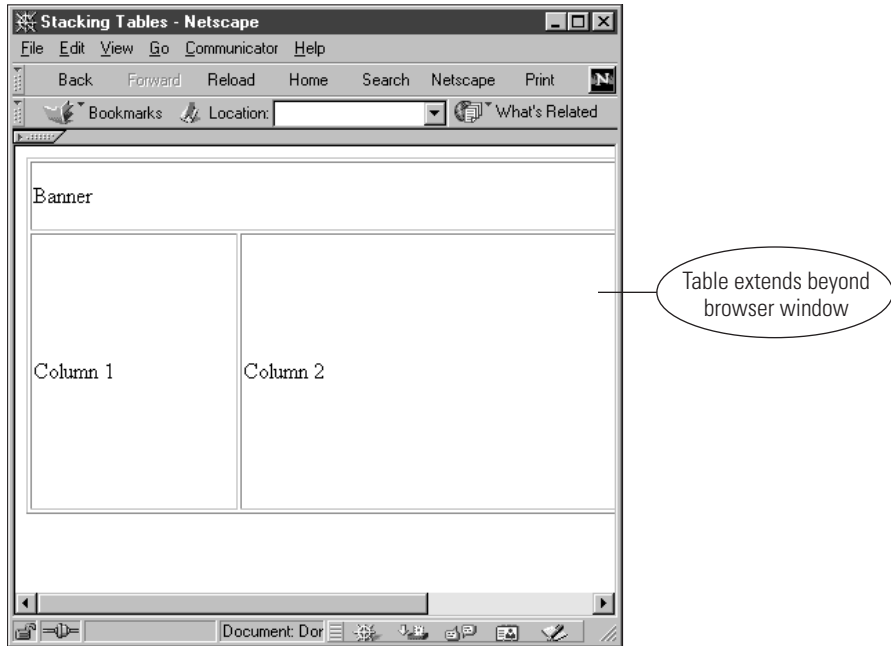 Stacking Tables - Netscape
File Edit View Go Communicator Help
Back Forward Reload Home Search Netscape Print N
Bookmarks Location: What's Related
Banner
Column 1 Column 2
Table extends beyond
browser window
Document: Dor